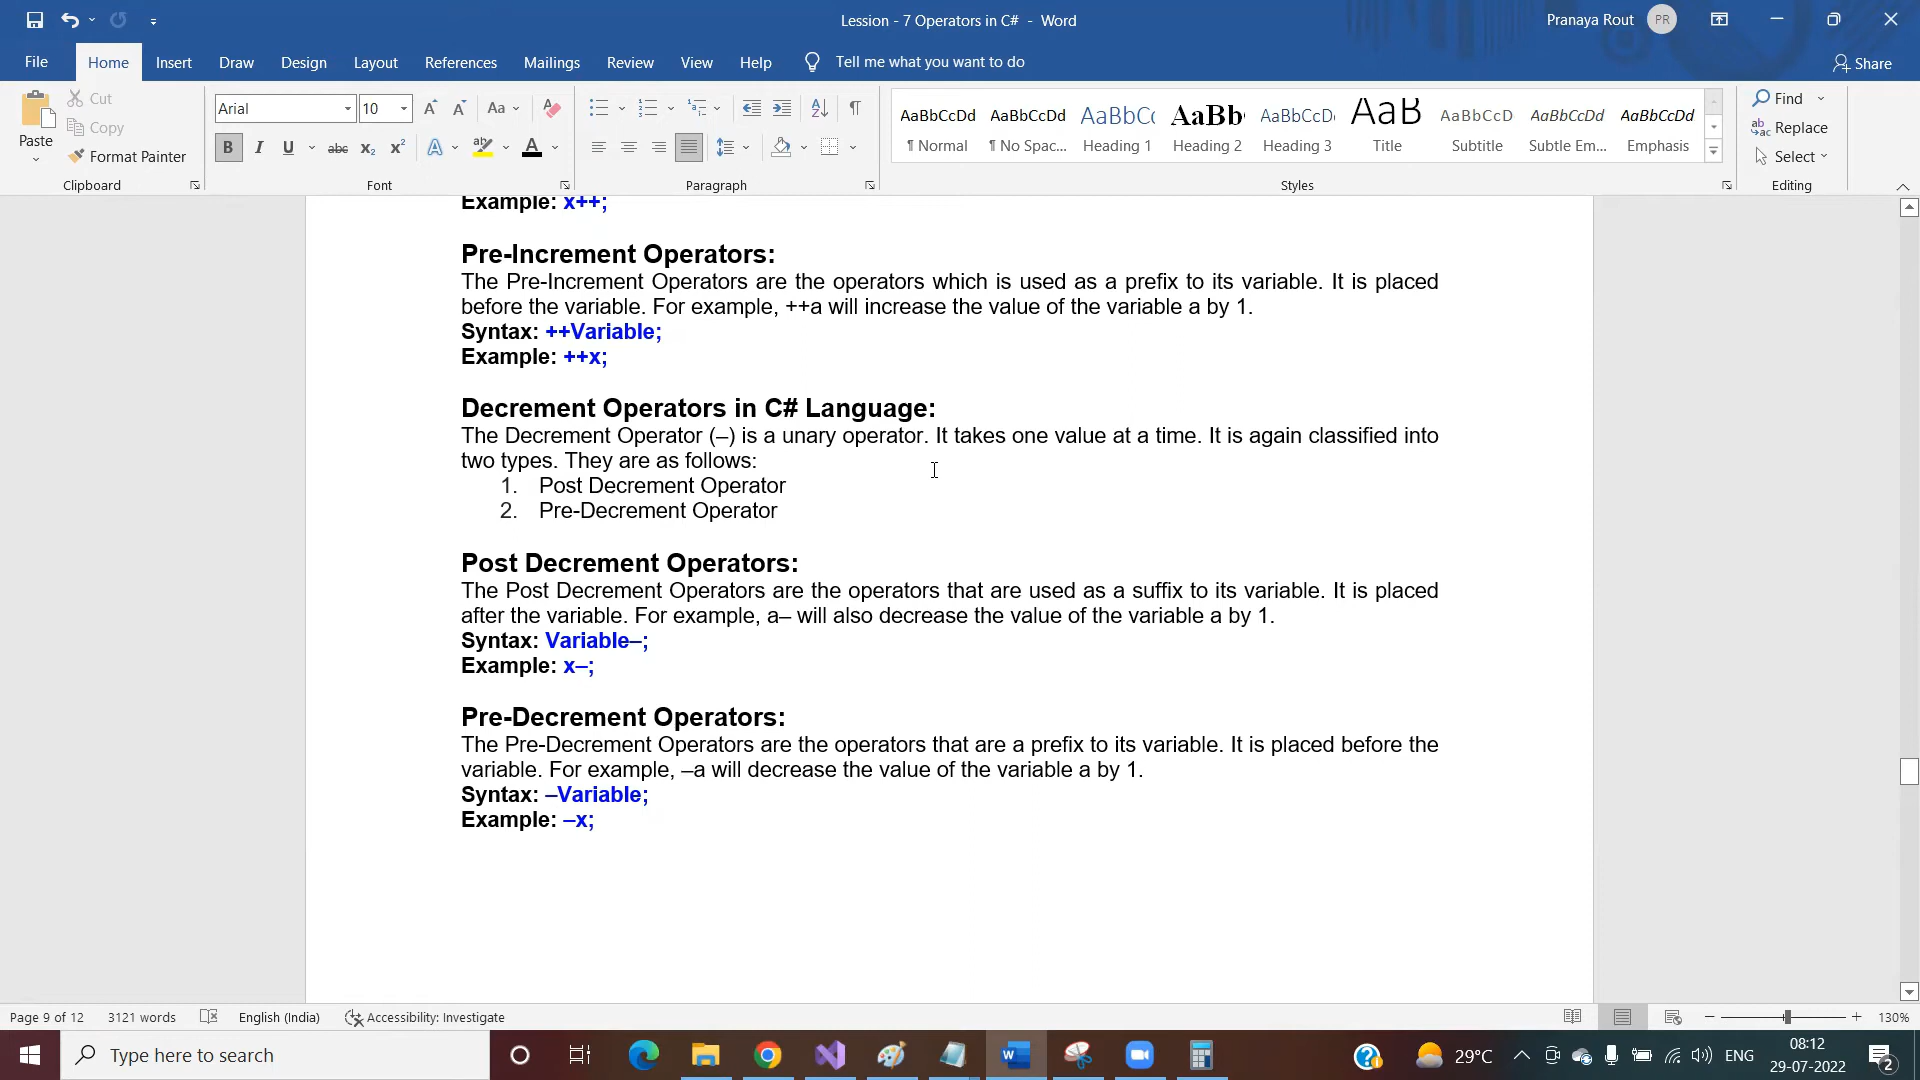 Lession - 7 Operators in C# - Word
Pranaya Rout PR
File Home Insert Draw Design Layout References Mailings Review View Help Tell me what you want to do Share
Paste
Cut
Copy
Format Painter
Clipboard
Arial 10
Font
Paragraph
AaBbCcDd AaBbCcDd AaBbCc AaBb AaBbCcD AaB AaBbCcD AaBbCcDd AaBbCcDd
¶ Normal ¶ No Spac... Heading 1 Heading 2 Heading 3 Title Subtitle Subtle Em... Emphasis
Styles
Find
Replace
Select
Editing
Example: x++;
Pre-Increment Operators:
The Pre-Increment Operators are the operators which is used as a prefix to its variable. It is placed
before the variable. For example, ++a will increase the value of the variable a by 1.
Syntax: ++Variable;
Example: ++x;
Decrement Operators in C# Language:
The Decrement Operator (–) is a unary operator. It takes one value at a time. It is again classified into
two types. They are as follows:
1. Post Decrement Operator
2. Pre-Decrement Operator
Post Decrement Operators:
The Post Decrement Operators are the operators that are used as a suffix to its variable. It is placed
after the variable. For example, a– will also decrease the value of the variable a by 1.
Syntax: Variable–;
Example: x–;
Pre-Decrement Operators:
The Pre-Decrement Operators are the operators that are a prefix to its variable. It is placed before the
variable. For example, –a will decrease the value of the variable a by 1.
Syntax: –Variable;
Example: –x;
Page 9 of 12 3121 words English (India) Accessibility: Investigate 130%
Type here to search
29°C ENG
08:12
29-07-2022
2